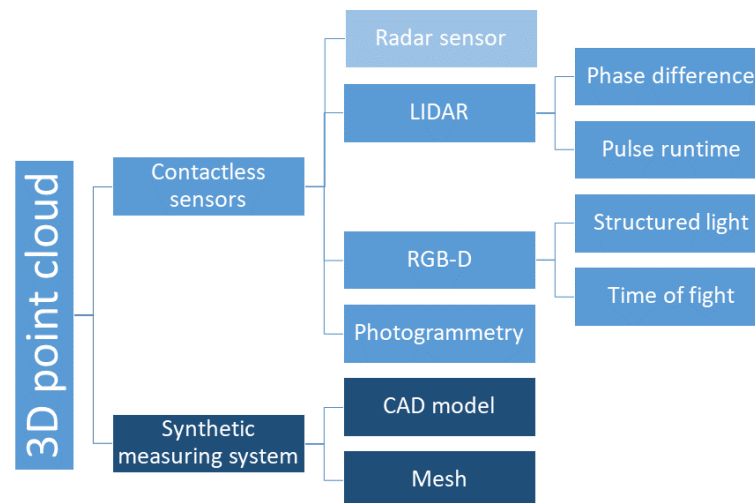 3D point cloud
Contactless
sensors
Radar sensor
LIDAR
Phase difference
Pulse runtime
RGB-D
Structured light
Time of fight
Photogrammetry
Synthetic
measuring system
CAD model
Mesh